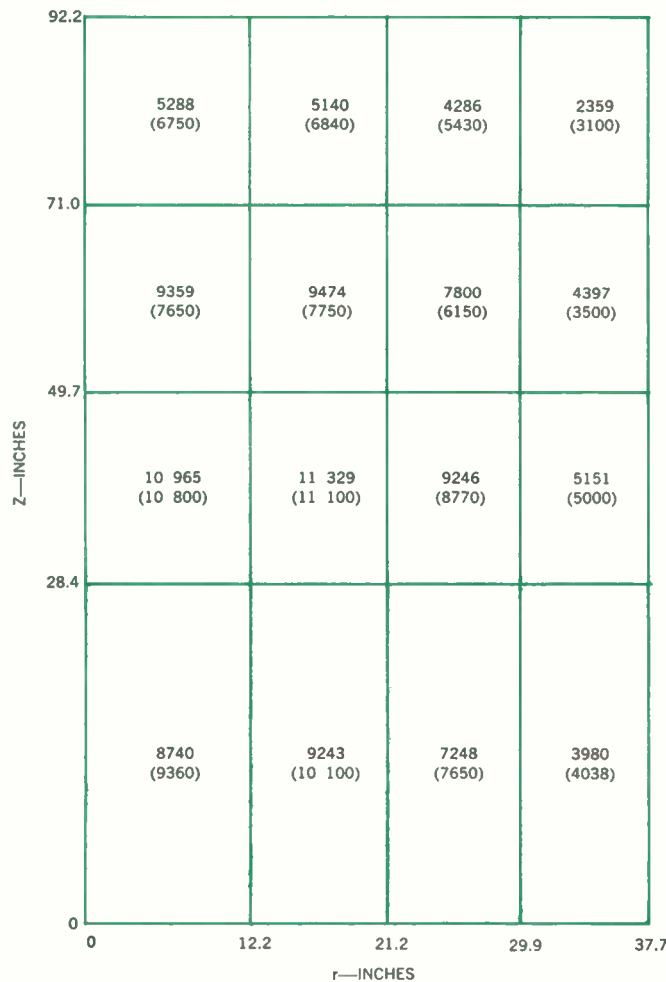 92.2
5288 5140 4286 2359
(6750) (6840) (5430) (3100)
71.0
9359 9474 7800 4397
(7650) (7750) (6150) (3500)
49.7
Z—INCHES
10 965 11 329 9246 5151
(10 800) (11 100) (8770) (5000)
28.4
8740 9243 7248 3980
(9360) (10 100) (7650) (4038)
0
0 12.2 21.2 29.9 37.7
r—INCHES